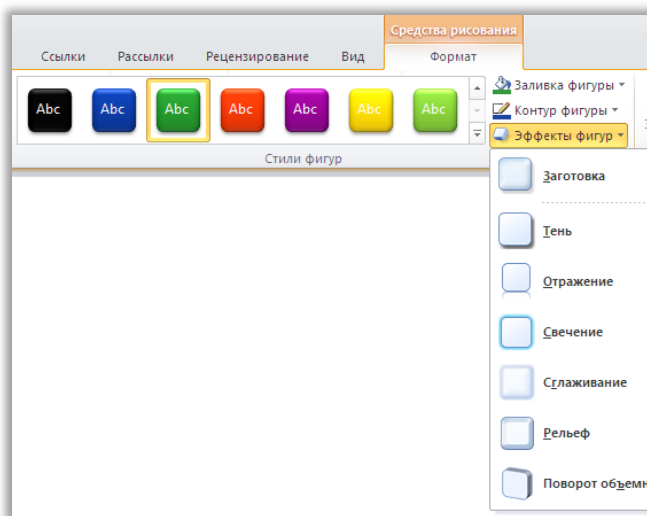 Средства рисования
Ссылки Рассылки Рецензирование Вид Формат
Abc Abc Abc Abc Abc Abc Abc
Заливка фигуры
Контур фигуры
Эффекты фигур
Стили фигур
Заготовка
Тень
Отражение
Свечение
Сглаживание
Рельеф
Поворот объемн